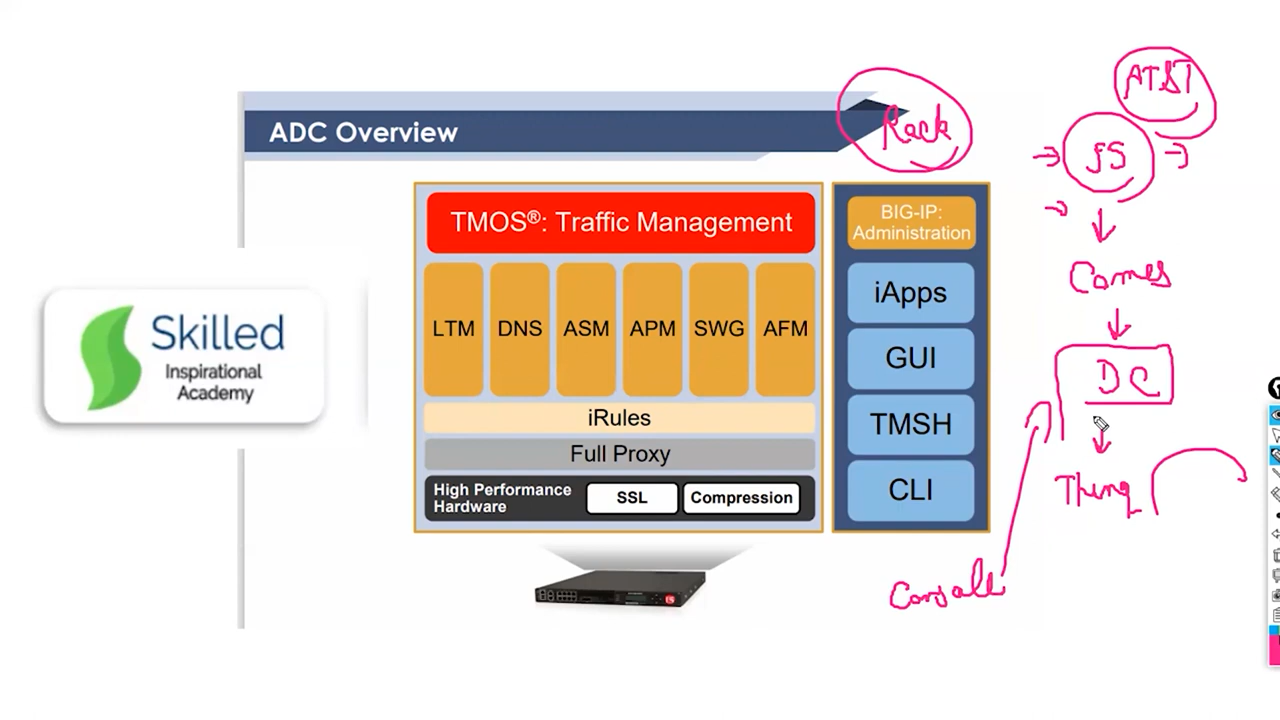 ADC Overview
Rack
AT&T
F5
Comes
DC
Thing
Console
Skilled
Inspirational
Academy
TMOS®: Traffic Management
LTM DNS ASM APM SWG AFM
iRules
Full Proxy
High Performance
Hardware
SSL Compression
BIG-IP:
Administration
iApps
GUI
TMSH
CLI